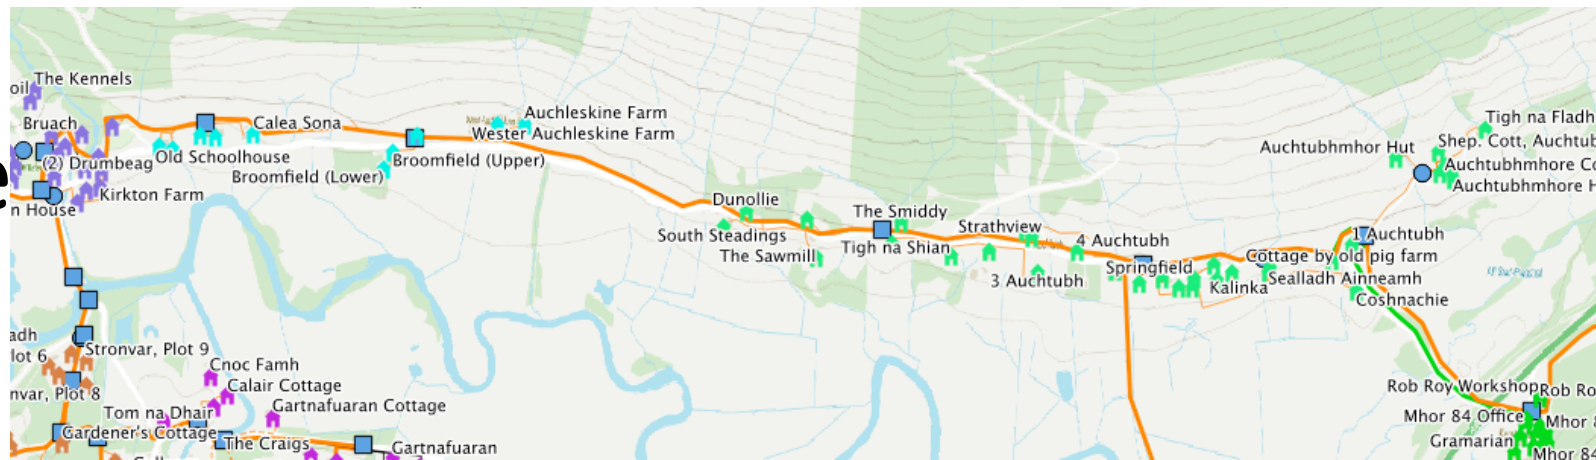 The Kennels
oil
Bruach
Calea Sona
Auchleskine Farm
Wester Auchleskine Farm
(2) Drumbeag
Old Schoolhouse
Broomfield (Upper)
Broomfield (Lower)
Kirkton Farm
n House
Tigh na Fladh
Shep. Cott, Auchtub
Auchtubhmhor Hut
Auchtubhmhore Co
Auchtubhmhore H
Dunollie
The Smiddy
South Steadings
Strathview
4 Auchtubh
1 Auchtubh
The Sawmill
Tigh na Shian
Cottage by old pig farm
Springfield
3 Auchtubh
Kalinka
Sealladh Ainneamh
Coshnachie
adh
lot 6
Stronvar, Plot 9
Cnoc Famh
Calair Cottage
nvar, Plot 8
Tom na Dhair
Gartnafuaran Cottage
Gardener's Cottage
The Craigs
Gartnafuaran
Rob Roy Workshop
Rob Ro
Mhor 84 Office
Mhor 8
Gramarian
Mhor 84